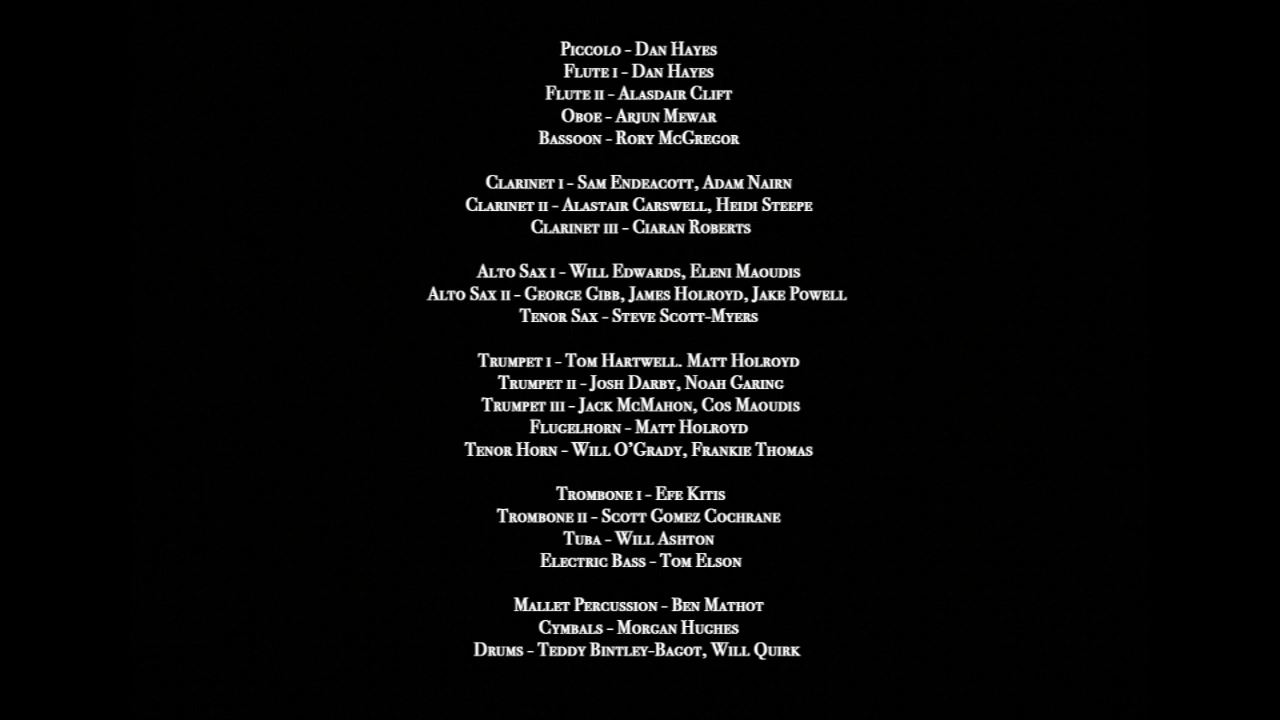 Piccolo - Dan Hayes
Flute I - Dan Hayes
Flute II - Alasdair Clift
Oboe - Arjun Mewar
Bassoon - Rory McGregor
Clarinet I - Sam Endeacott, Adam Nairn
Clarinet II - Alastair Carswell, Heidi Steepe
Clarinet III - Ciaran Roberts
Alto Sax I - Will Edwards, Eleni Maoudis
Alto Sax II - George Gibb, James Holroyd, Jake Powell
Tenor Sax - Steve Scott-Myers
Trumpet I - Tom Hartwell. Matt Holroyd
Trumpet II - Josh Darby, Noah Garing
Trumpet III - Jack McMahon, Cos Maoudis
Flugelhorn - Matt Holroyd
Tenor Horn - Will O'Grady, Frankie Thomas
Trombone I - Efe Kitis
Trombone II - Scott Gomez Cochrane
Tuba - Will Ashton
Electric Bass - Tom Elson
Mallet Percussion - Ben Mathot
Cymbals - Morgan Hughes
Drums - Teddy Bintley-Bagot, Will Quirk